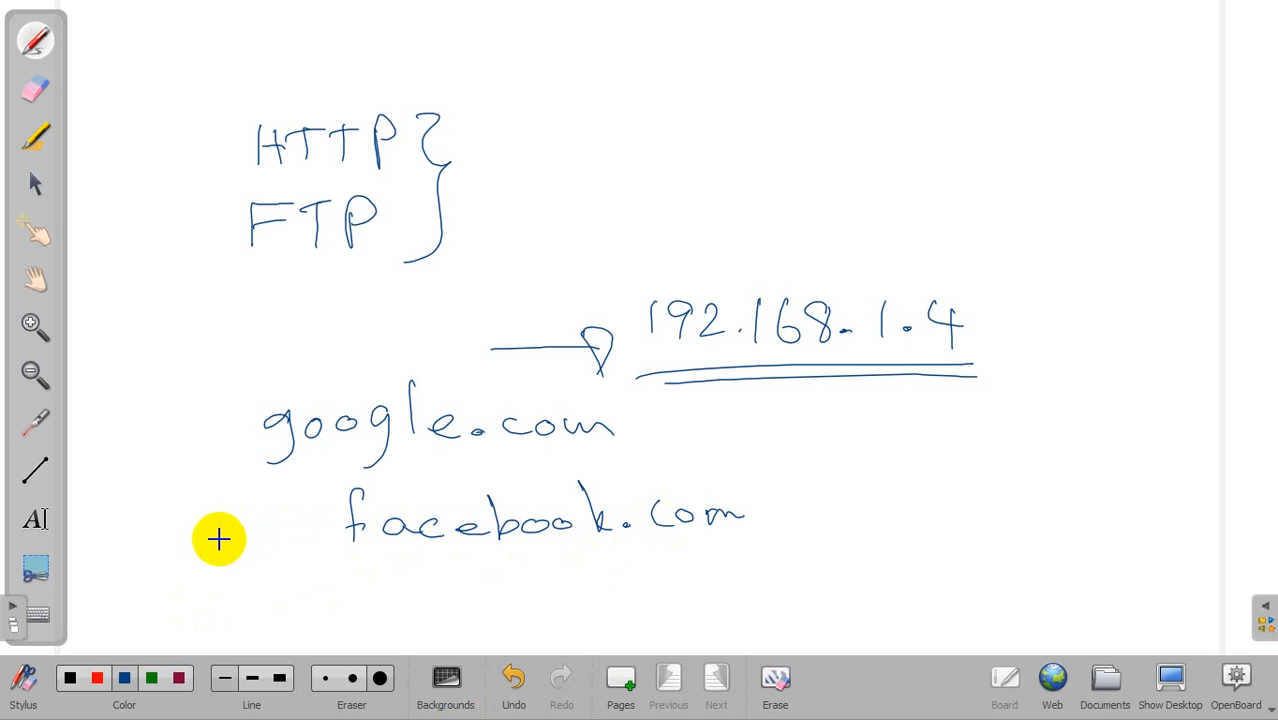 HTTP
FTP
192.168.1.4
google.com
facebook.com
A
Stylus
Color
Line
Eraser
Backgrounds
Undo
Redo
Pages
Previous
Next
Erase
Board
Web
Documents
Show Desktop
OpenBoard